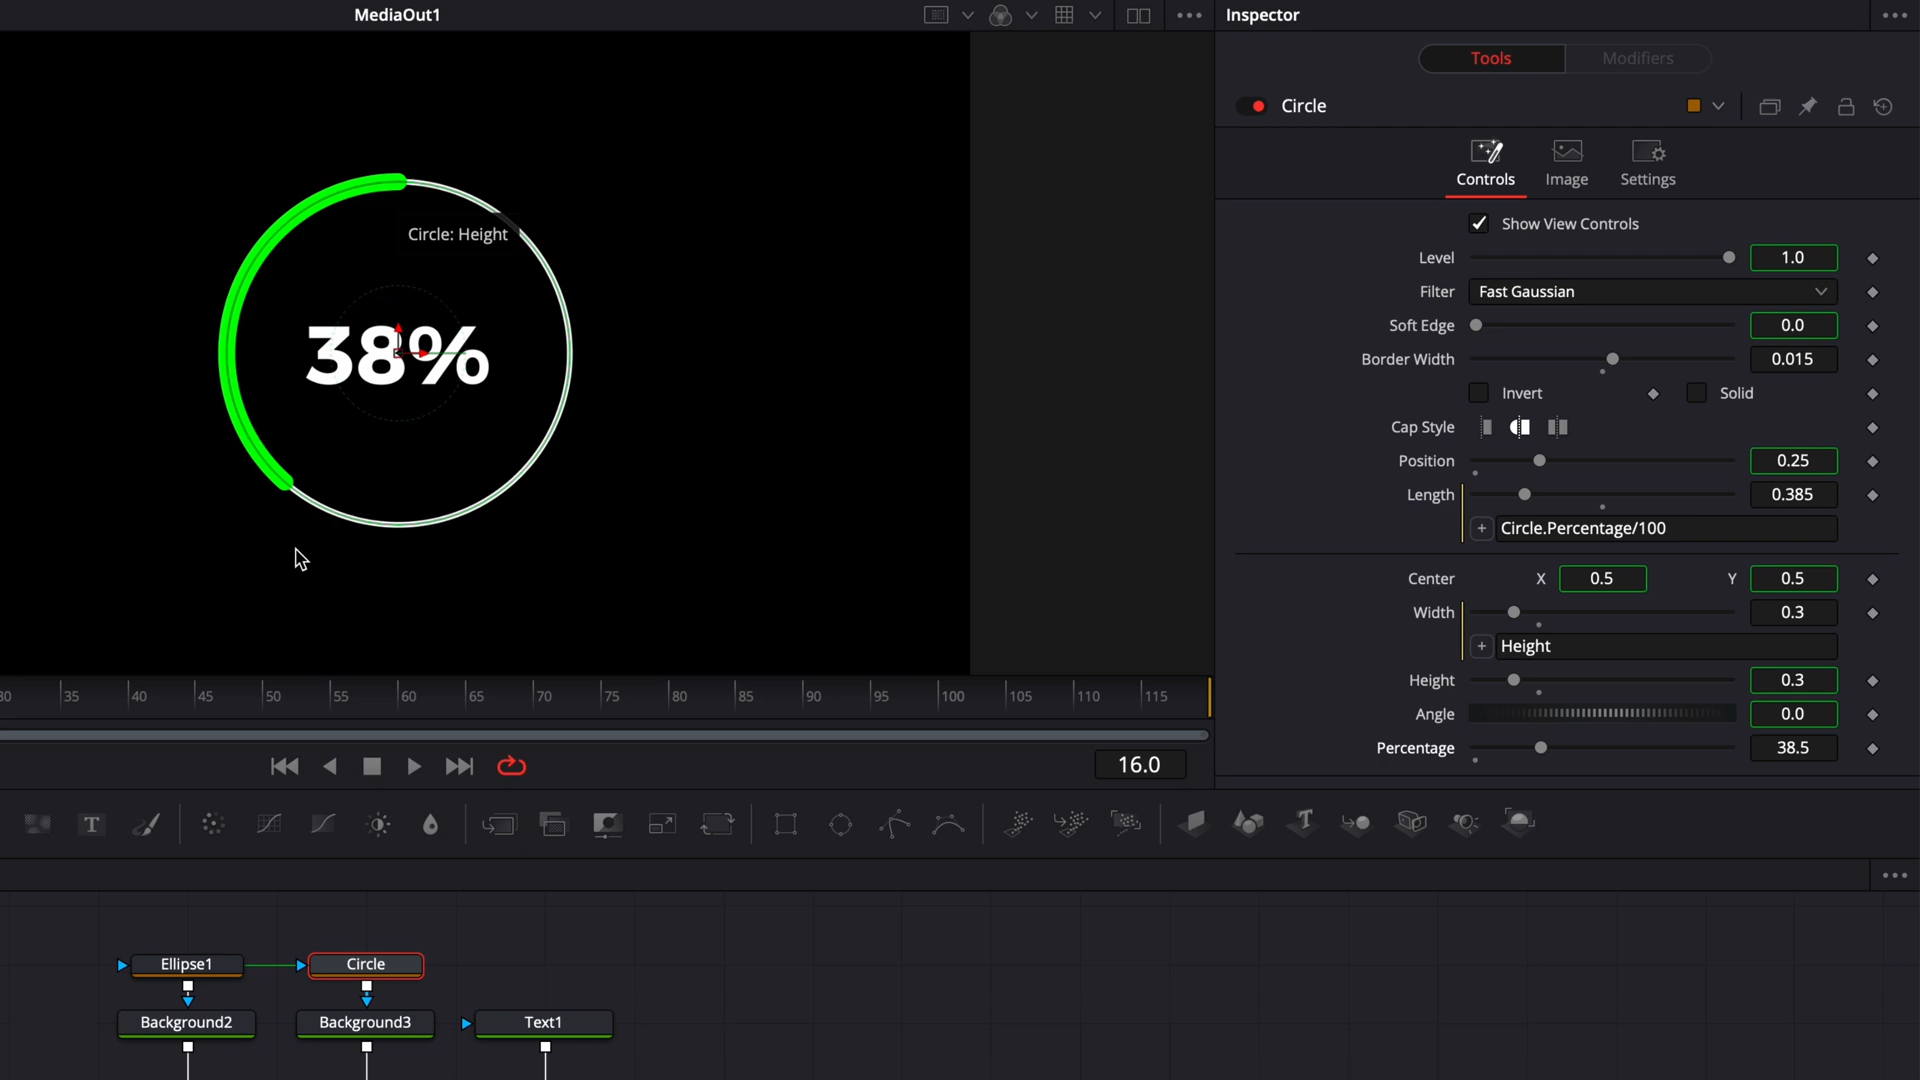 MediaOut1
Inspector
Tools
Modifiers
Circle
Controls
Image
Settings
Show View Controls
Level 1.0
Filter Fast Gaussian
Soft Edge 0.0
Border Width 0.015
Invert Solid
Cap Style
Position 0.25
Length 0.385
+ Circle.Percentage/100
Center X 0.5 Y 0.5
Width 0.3
+ Height
Height 0.3
Angle 0.0
Percentage 38.5
Circle: Height
38%
30 35 40 45 50 55 60 65 70 75 80 85 90 95 100 105 110 115
16.0
T
T
Ellipse1
Circle
Background2
Background3
Text1